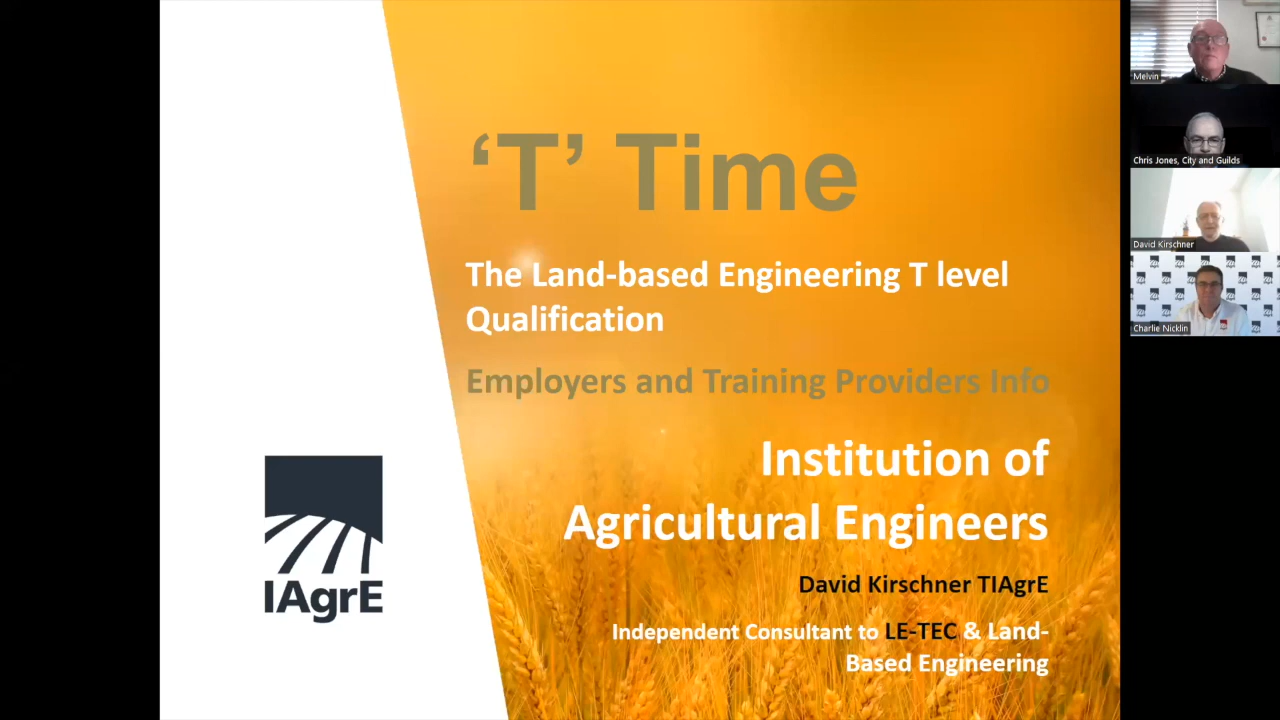 ‘T’ Time
The Land-based Engineering T level
Qualification
Employers and Training Providers Info
Institution of
Agricultural Engineers
David Kirschner TIAgrE
Independent Consultant to LE-TEC & Land-
Based Engineering
IAgrE
Melvin
Chris Jones, City and Guilds
David Kirschner
Charlie Nicklin